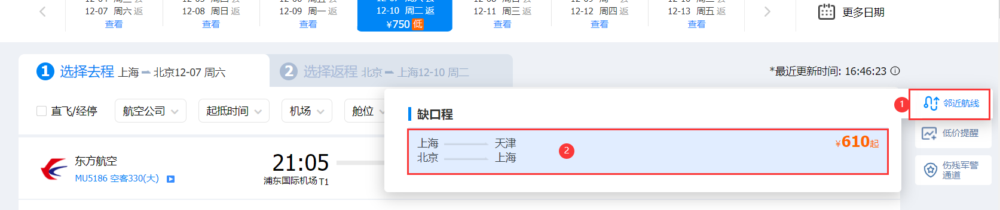 12-07 周六 返
12-08 周日 返
12-09 周一 返
12-10 周二 返
12-11 周三 返
12-12 周四 返
12-13 周五 返
更多日期
查看
查看
查看
¥750 低
查看
查看
查看
1 选择去程 上海 北京12-07 周六
2 选择返程 北京 上海12-10 周二
*最近更新时间: 16:46:23
直飞/经停
航空公司
起抵时间
机场
舱位
缺口程
1
邻近航线
上海 天津
北京 上海
2
¥610起
低价提醒
伤残军警
通道
东方航空
MU5186 空客330(大)
21:05
浦东国际机场 T1